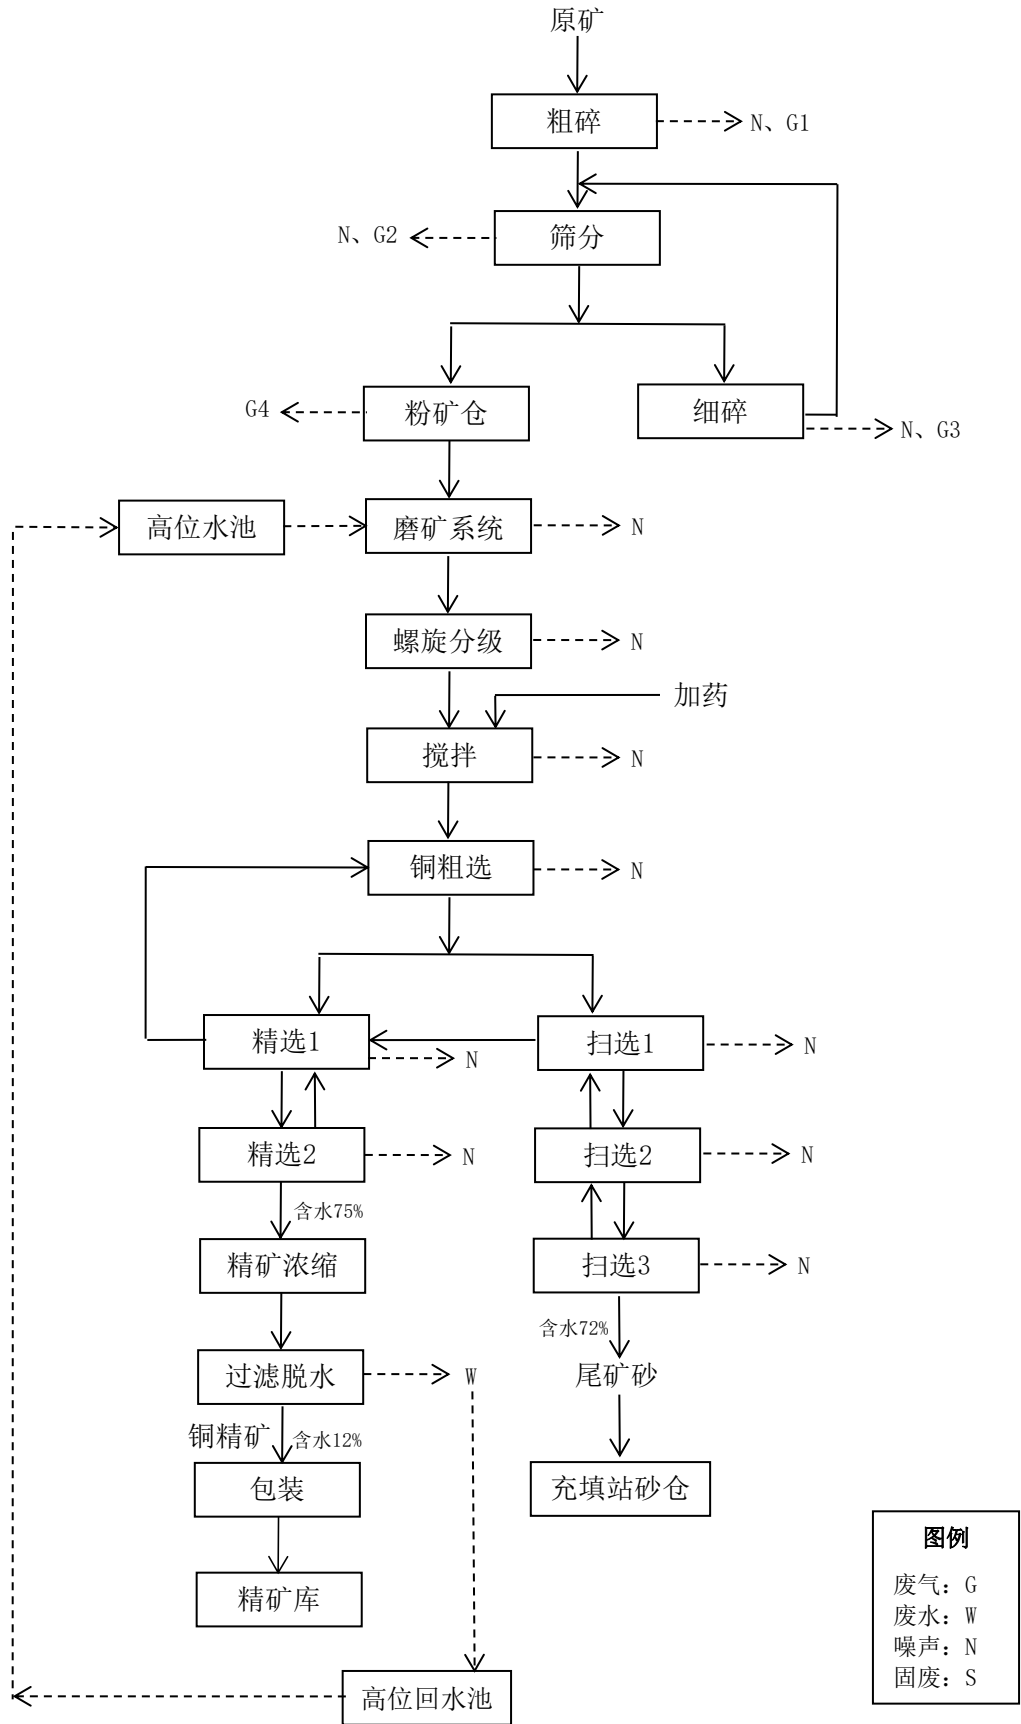 原矿
粗碎
N、G1
筛分
N、G2
粉矿仓
G4
细碎
N、G3
高位水池
磨矿系统
N
螺旋分级
N
加药
搅拌
N
铜粗选
N
精选1
N
扫选1
N
精选2
N
扫选2
N
含水75%
精矿浓缩
扫选3
N
含水72%
过滤脱水
W
尾矿砂
铜精矿
含水12%
包装
充填站砂仓
精矿库
高位回水池
图例
废气：G
废水：W
噪声：N
固废：S